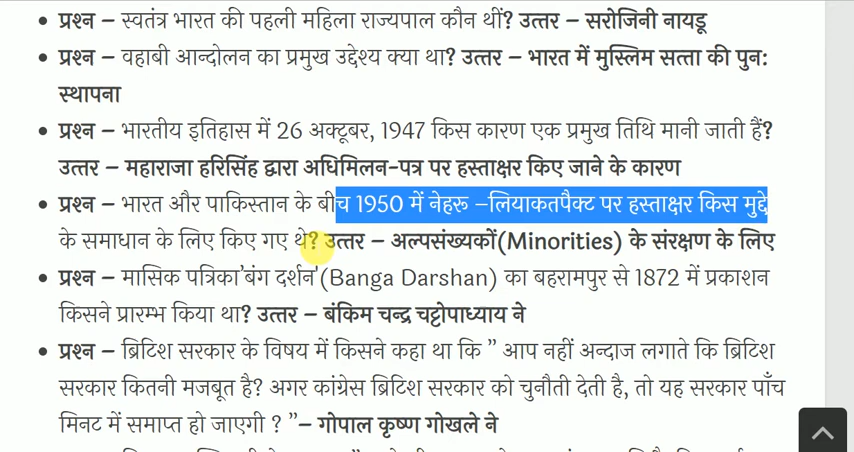 • प्रश्न – स्वतंत्र भारत की पहली महिला राज्यपाल कौन थीं? उत्तर – सरोजिनी नायडू
• प्रश्न – वहाबी आन्दोलन का प्रमुख उद्देश्य क्या था? उत्तर – भारत में मुस्लिम सत्ता की पुन:
स्थापना
• प्रश्न – भारतीय इतिहास में 26 अक्टूबर, 1947 किस कारण एक प्रमुख तिथि मानी जाती हैं?
उत्तर – महाराजा हरिसिंह द्वारा अधिमिलन-पत्र पर हस्ताक्षर किए जाने के कारण
• प्रश्न – भारत और पाकिस्तान के बीच 1950 में नेहरू –लियाकतपैक्ट पर हस्ताक्षर किस मुद्दे
के समाधान के लिए किए गए थे? उत्तर – अल्पसंख्यकों(Minorities) के संरक्षण के लिए
• प्रश्न – मासिक पत्रिका'बंग दर्शन'(Banga Darshan) का बहरामपुर से 1872 में प्रकाशन
किसने प्रारम्भ किया था? उत्तर – बंकिम चन्द्र चट्टोपाध्याय ने
• प्रश्न – ब्रिटिश सरकार के विषय में किसने कहा था कि ” आप नहीं अन्दाज लगाते कि ब्रिटिश
सरकार कितनी मजबूत है? अगर कांग्रेस ब्रिटिश सरकार को चुनौती देती है, तो यह सरकार पाँच
मिनट में समाप्त हो जाएगी ? ”– गोपाल कृष्ण गोखले ने